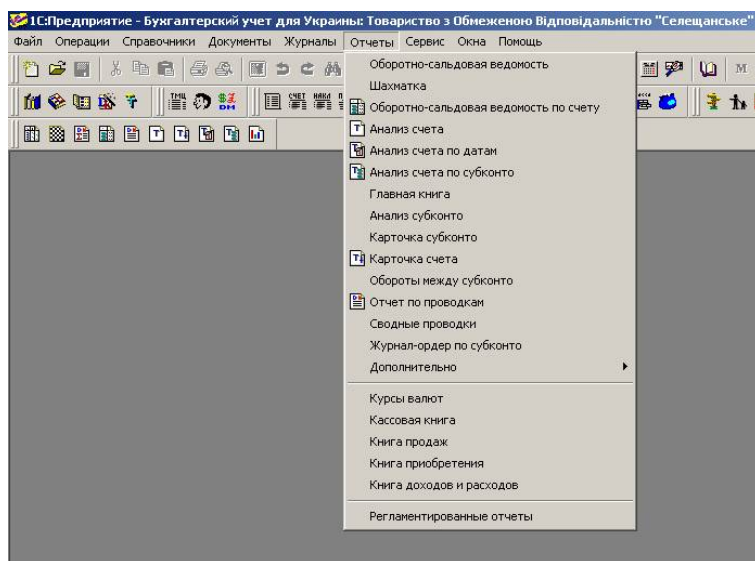 1С:Предприятие - Бухгалтерский учет для Украины: Товариство з Обмеженою Відповідальністю "Селещанське"
Файл Операции Справочники Документы Журналы Отчеты Сервис Окна Помощь
Оборотно-сальдовая ведомость
Шахматка
Оборотно-сальдовая ведомость по счету
Анализ счета
Анализ счета по датам
Анализ счета по субконто
Главная книга
Анализ субконто
Карточка субконто
Карточка счета
Обороты между субконто
Отчет по проводкам
Сводные проводки
Журнал-ордер по субконто
Дополнительно
Курсы валют
Кассовая книга
Книга продаж
Книга приобретения
Книга доходов и расходов
Регламентированные отчеты